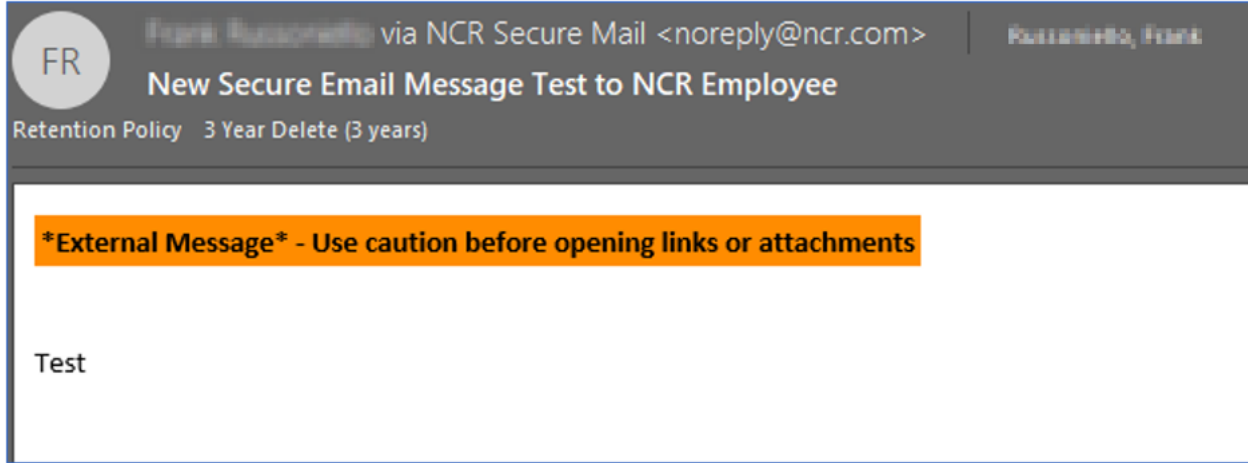 FR
via NCR Secure Mail <noreply@ncr.com>
New Secure Email Message Test to NCR Employee
Retention Policy 3 Year Delete (3 years)
*External Message* - Use caution before opening links or attachments
Test